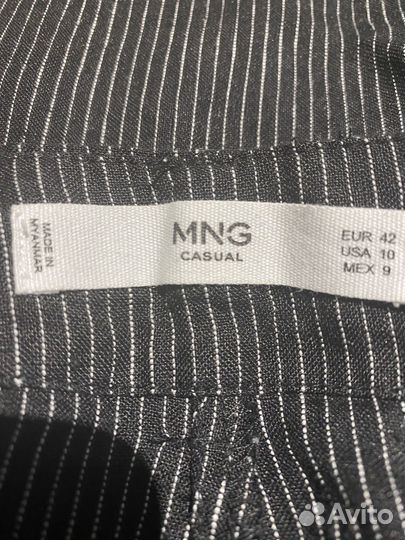 MADE IN
MYANMAR
MNG
CASUAL
EUR 42
USA 10
MEX 9
Avito